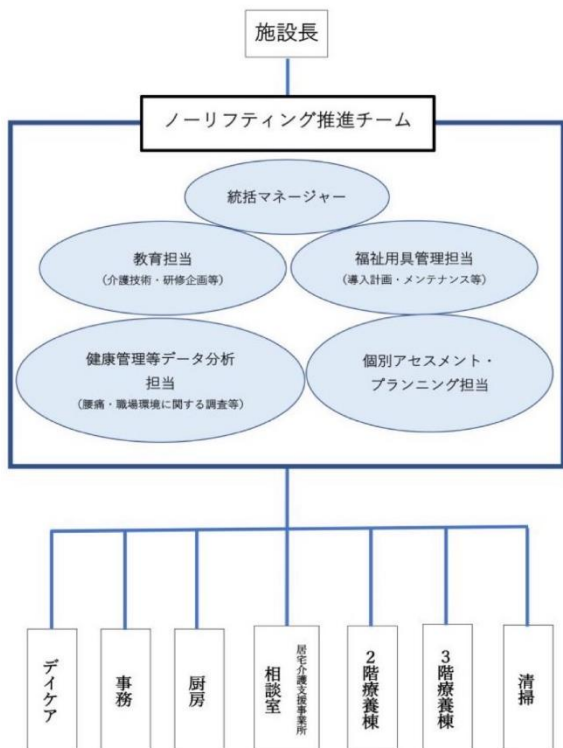 施設長
ノーリフティング推進チーム
統括マネージャー
教育担当
(介護技術・研修企画等)
福祉用具管理担当
(導入計画・メンテナンス等)
健康管理等データ分析
担当
(腰痛・職場環境に関する調査等)
個別アセスメント・
プランニング担当
デイケア
事務
厨房
居宅介護支援事業所
相談室
2階療養棟
3階療養棟
清掃